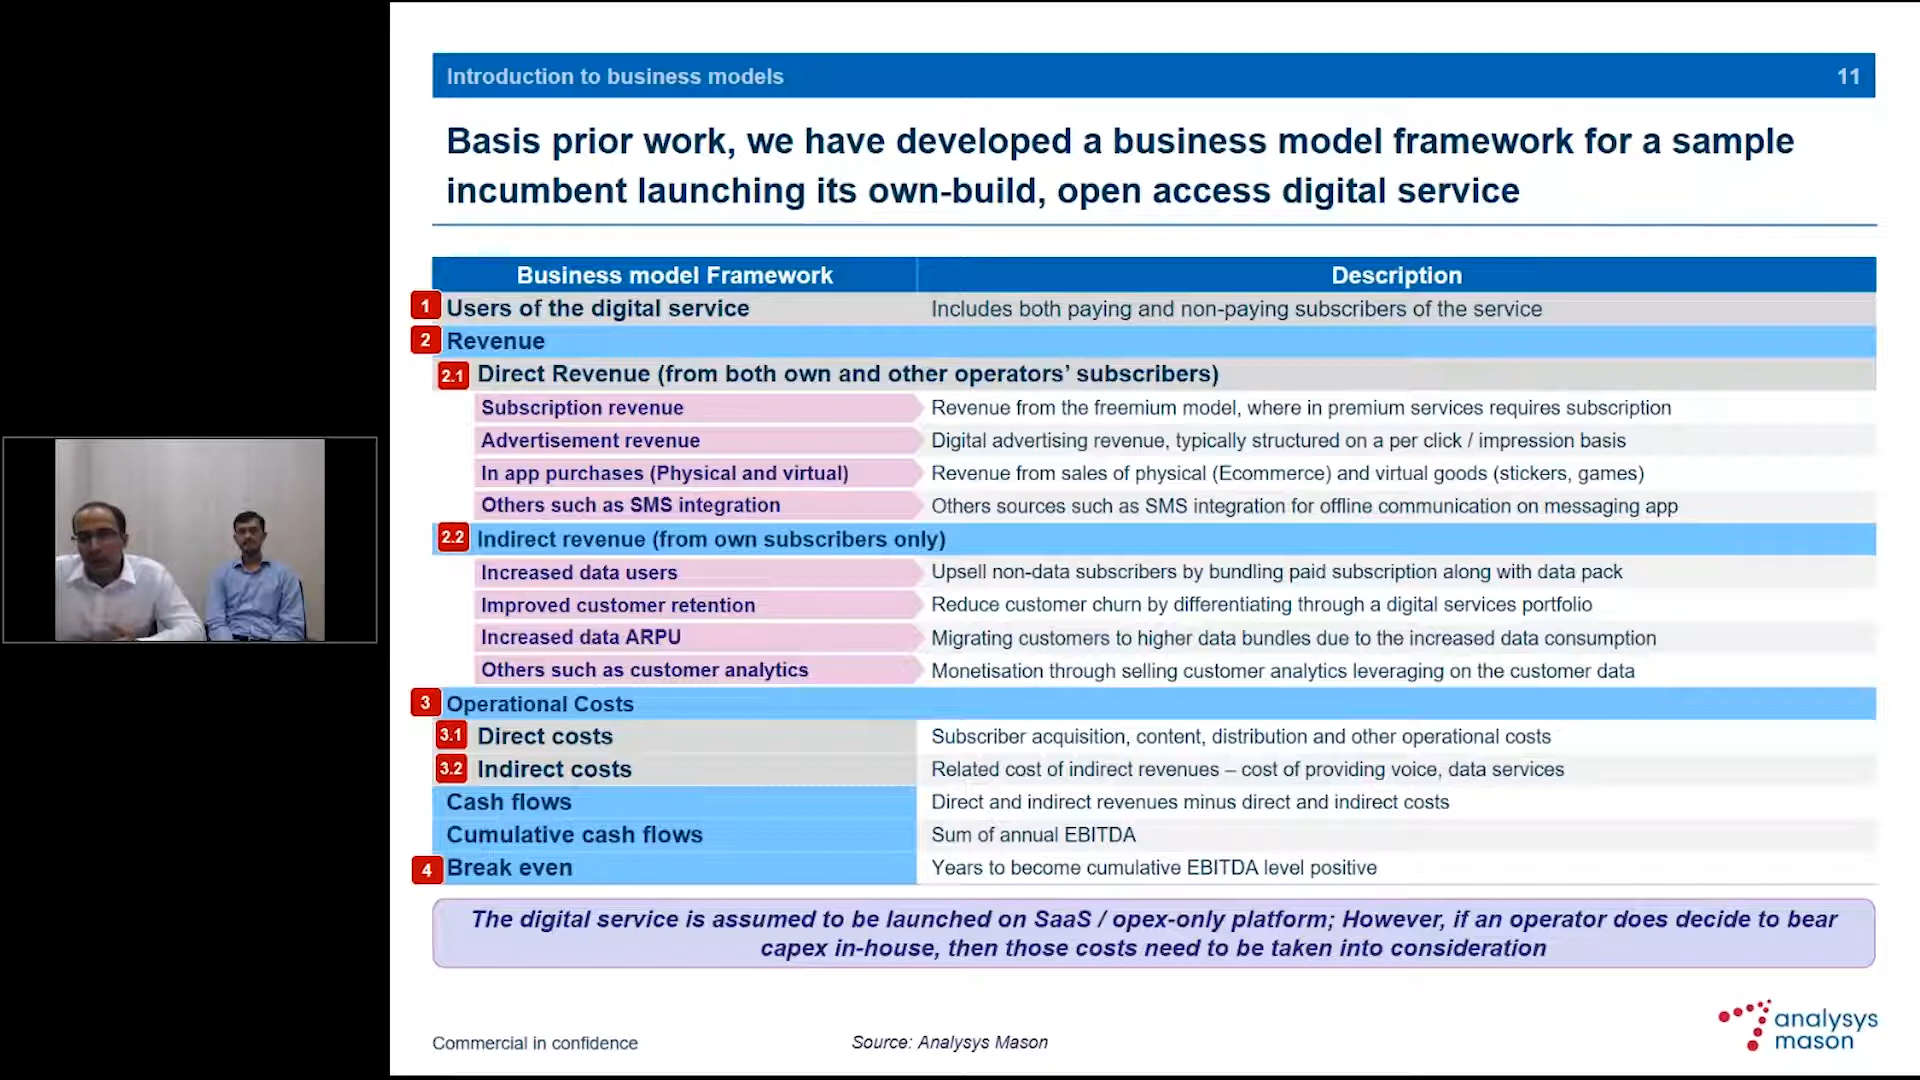 Introduction to business models 11
Basis prior work, we have developed a business model framework for a sample
incumbent launching its own-build, open access digital service
Business model Framework Description
1 Users of the digital service Includes both paying and non-paying subscribers of the service
2 Revenue
2.1 Direct Revenue (from both own and other operators’ subscribers)
Subscription revenue Revenue from the freemium model, where in premium services requires subscription
Advertisement revenue Digital advertising revenue, typically structured on a per click / impression basis
In app purchases (Physical and virtual) Revenue from sales of physical (Ecommerce) and virtual goods (stickers, games)
Others such as SMS integration Others sources such as SMS integration for offline communication on messaging app
2.2 Indirect revenue (from own subscribers only)
Increased data users Upsell non-data subscribers by bundling paid subscription along with data pack
Improved customer retention Reduce customer churn by differentiating through a digital services portfolio
Increased data ARPU Migrating customers to higher data bundles due to the increased data consumption
Others such as customer analytics Monetisation through selling customer analytics leveraging on the customer data
3 Operational Costs
3.1 Direct costs Subscriber acquisition, content, distribution and other operational costs
3.2 Indirect costs Related cost of indirect revenues – cost of providing voice, data services
Cash flows Direct and indirect revenues minus direct and indirect costs
Cumulative cash flows Sum of annual EBITDA
4 Break even Years to become cumulative EBITDA level positive
The digital service is assumed to be launched on SaaS / opex-only platform; However, if an operator does decide to bear
capex in-house, then those costs need to be taken into consideration
Commercial in confidence Source: Analysys Mason
analysys
mason